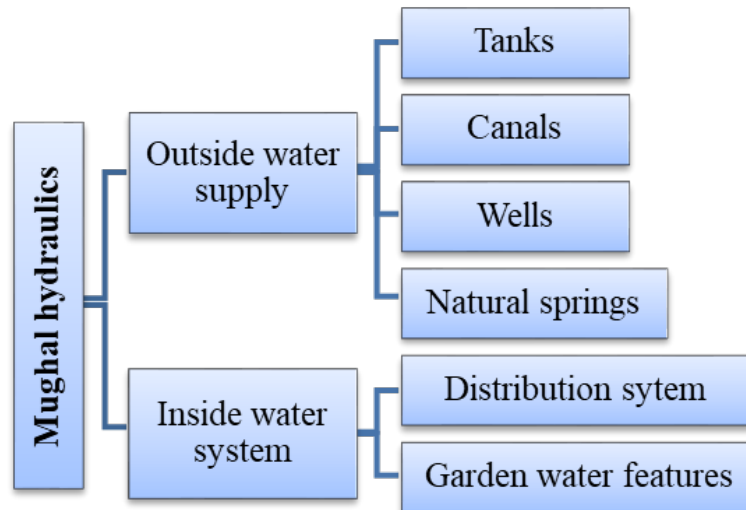 Mughal hydraulics
Outside water
supply
Tanks
Canals
Wells
Natural springs
Inside water
system
Distribution sytem
Garden water features